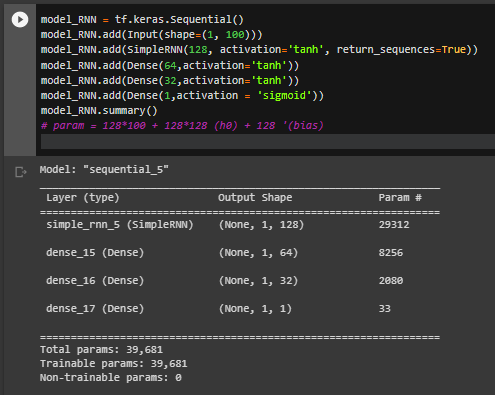 model_RNN = tf.keras.Sequential()
model_RNN.add(Input(shape=(1, 100)))
model_RNN.add(SimpleRNN(128, activation='tanh', return_sequences=True))
model_RNN.add(Dense(64,activation='tanh'))
model_RNN.add(Dense(32,activation='tanh'))
model_RNN.add(Dense(1,activation = 'sigmoid'))
model_RNN.summary()
# param = 128*100 + 128*128 (h0) + 128 '(bias)
Model: "sequential_5"
Layer (type) Output Shape Param #
simple_rnn_5 (SimpleRNN) (None, 1, 128) 29312
dense_15 (Dense) (None, 1, 64) 8256
dense_16 (Dense) (None, 1, 32) 2080
dense_17 (Dense) (None, 1, 1) 33
Total params: 39,681
Trainable params: 39,681
Non-trainable params: 0